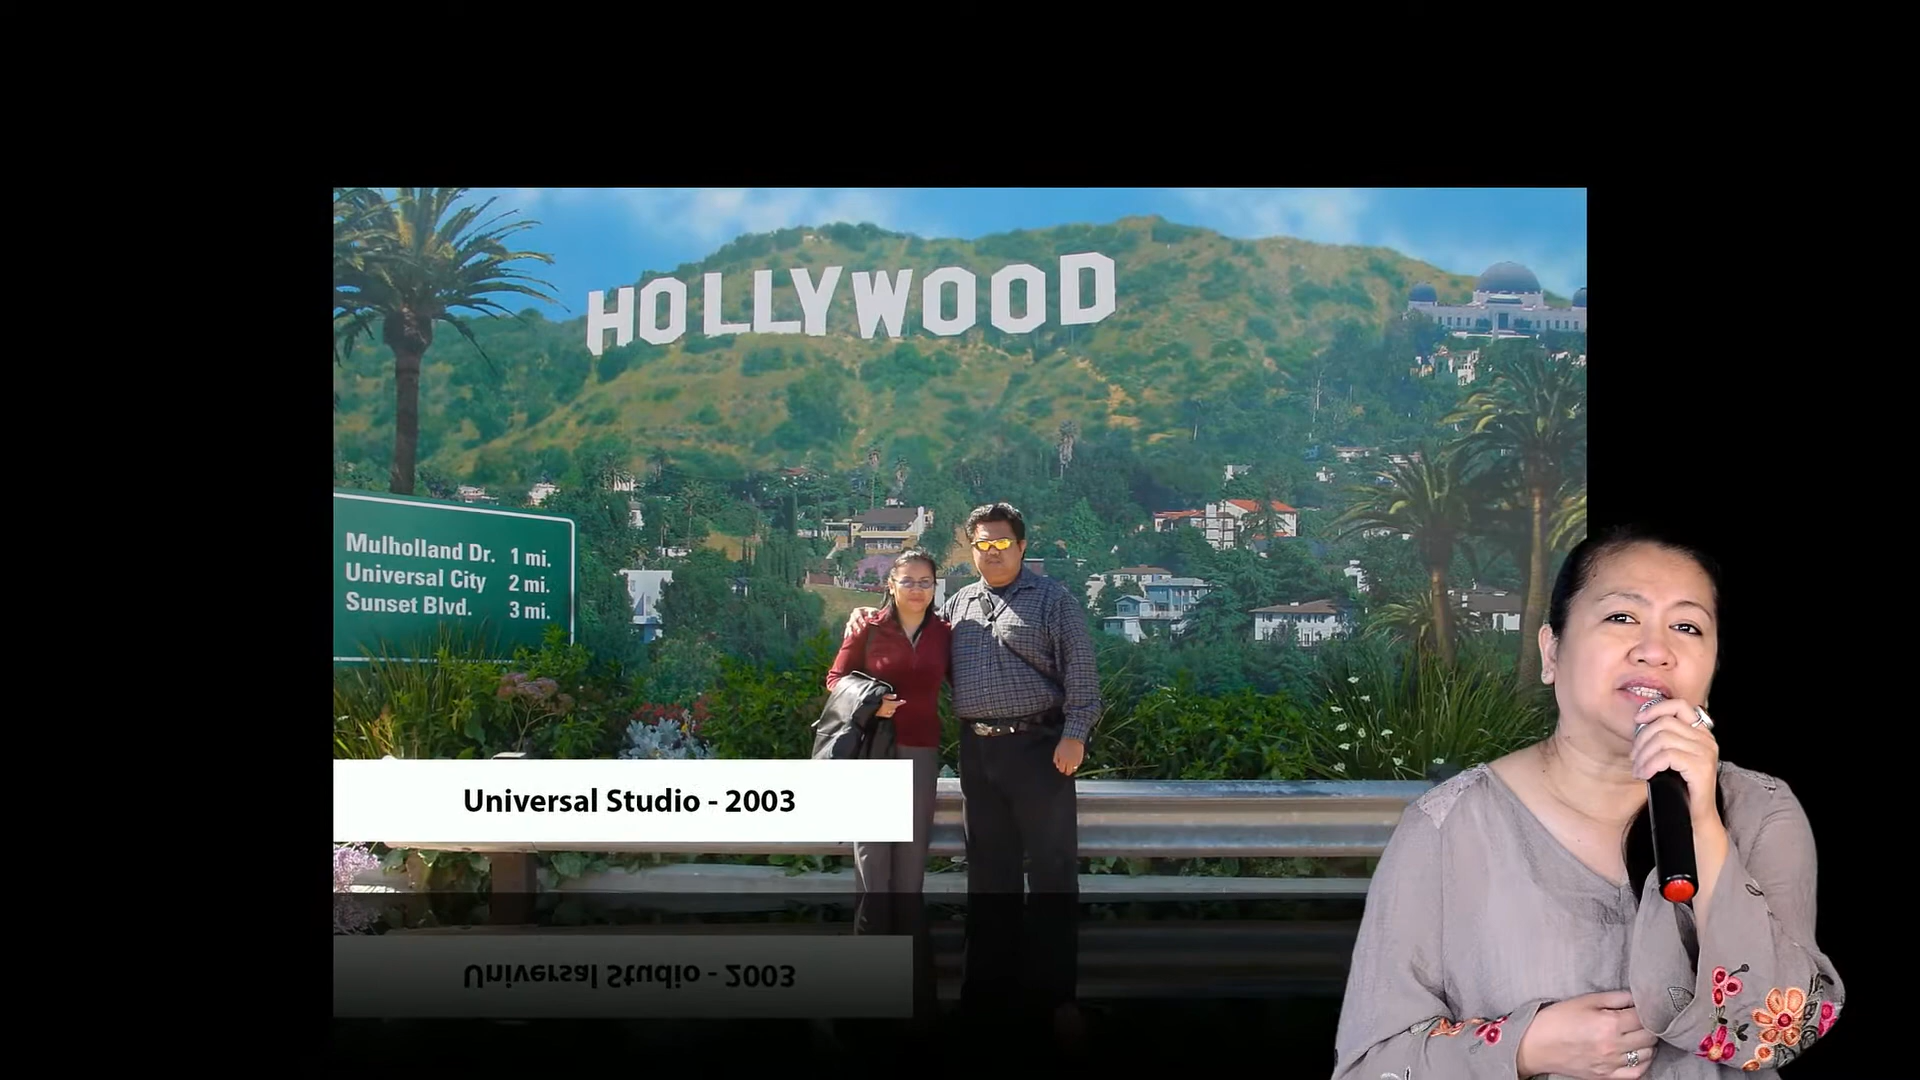 HOLLYWOOD
Mulholland Dr. 1 mi.
Universal City 2 mi.
Sunset Blvd. 3 mi.
Universal Studio - 2003
Universal Studio - 2003